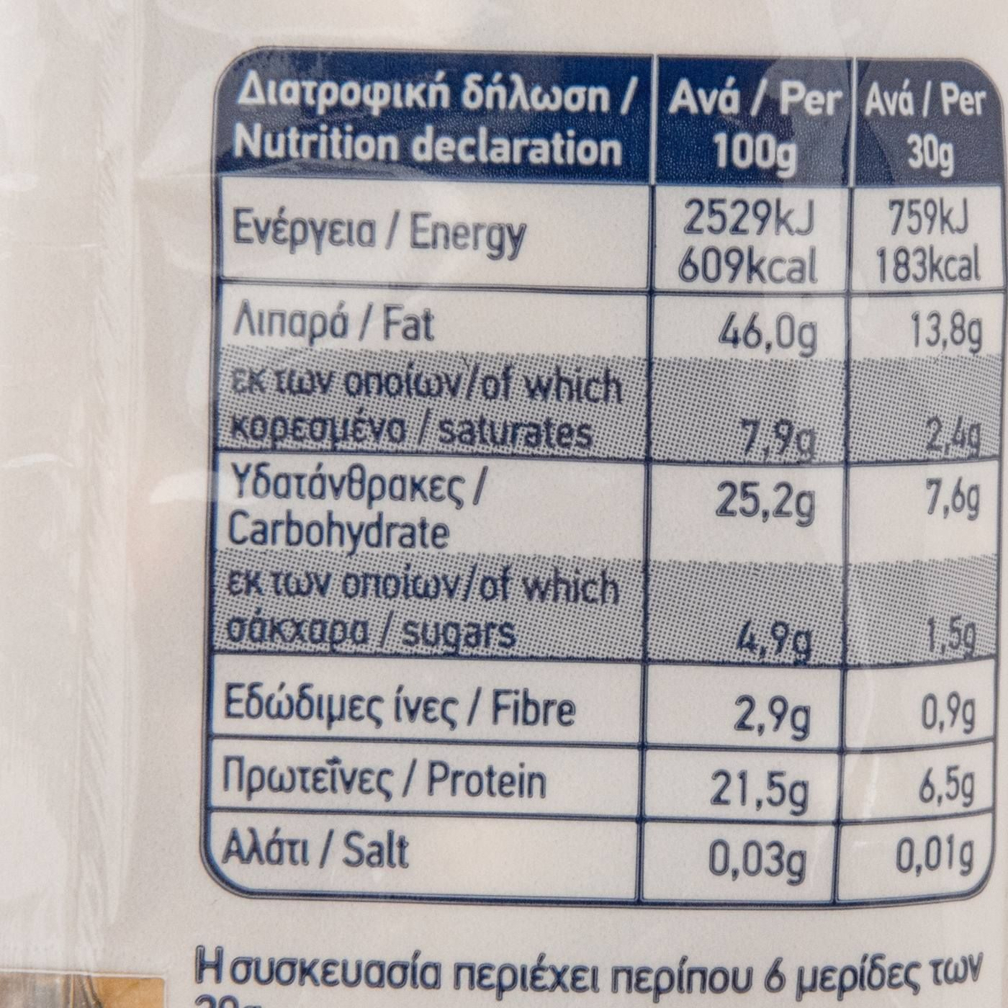 Διατροφική δήλωση / Ανά / Per Ανά / Per
Nutrition declaration 100g 30g
Ενέργεια / Energy 2529kJ 759kJ
609kcal 183kcal
Λιπαρά / Fat 46,0g 13,8g
εκ των οποίων/of which
κορεσμένα / saturates 7,9g 2,4g
Υδατάνθρακες / 25,2g 7,6g
Carbohydrate
εκ των οποίων/of which
σάκχαρα / sugars 4,9g 1,5g
Εδώδιμες ίνες / Fibre 2,9g 0,9g
Πρωτεΐνες / Protein 21,5g 6,5g
Αλάτι / Salt 0,03g 0,01g
Η συσκευασία περιέχει περίπου 6 μερίδες των